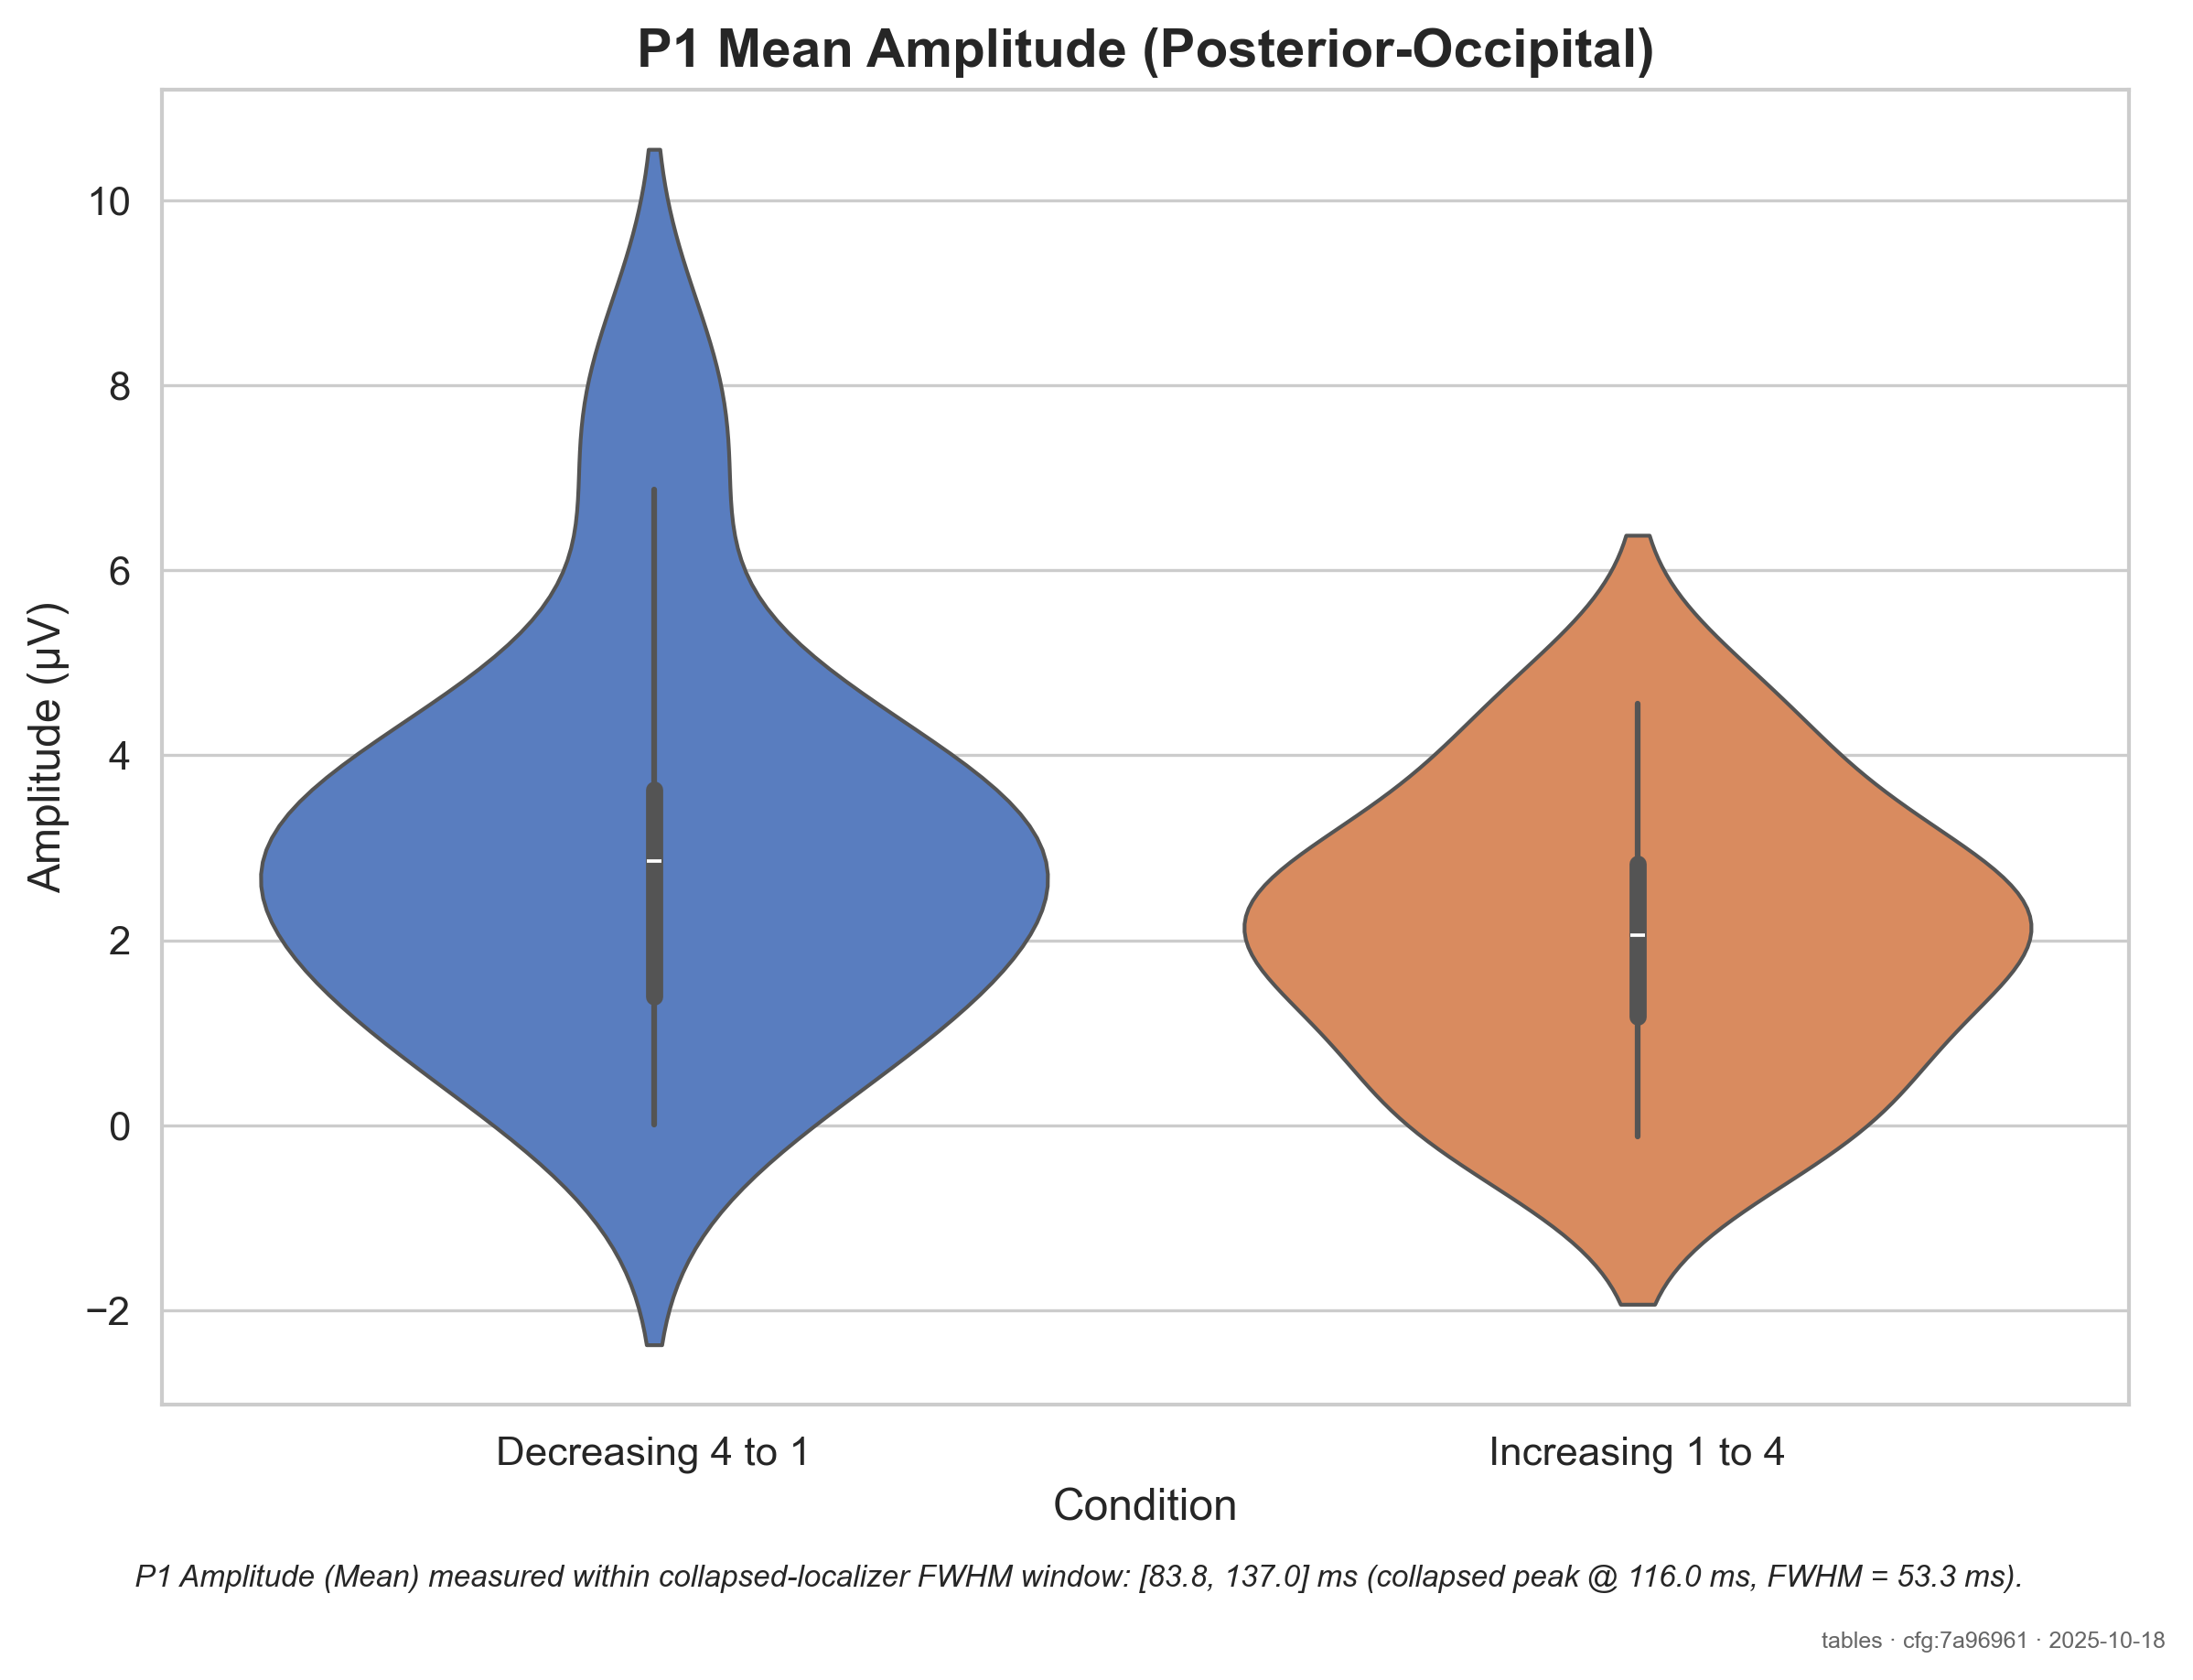 P1 Mean Amplitude (Posterior-Occipital)
Amplitude (µV)
10
8
6
4
2
0
−2
Decreasing 4 to 1
Increasing 1 to 4
Condition
P1 Amplitude (Mean) measured within collapsed-localizer FWHM window: [83.8, 137.0] ms (collapsed peak @ 116.0 ms, FWHM = 53.3 ms).
tables · cfg:7a96961 · 2025-10-18